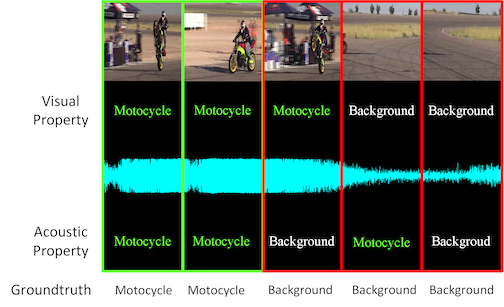 Visual
Property
Motocycle Motocycle Motocycle Background Background
Acoustic
Property
Motocycle Motocycle Background Motocycle Backgroud
Groundtruth Motocycle Motocycle Background Background Background